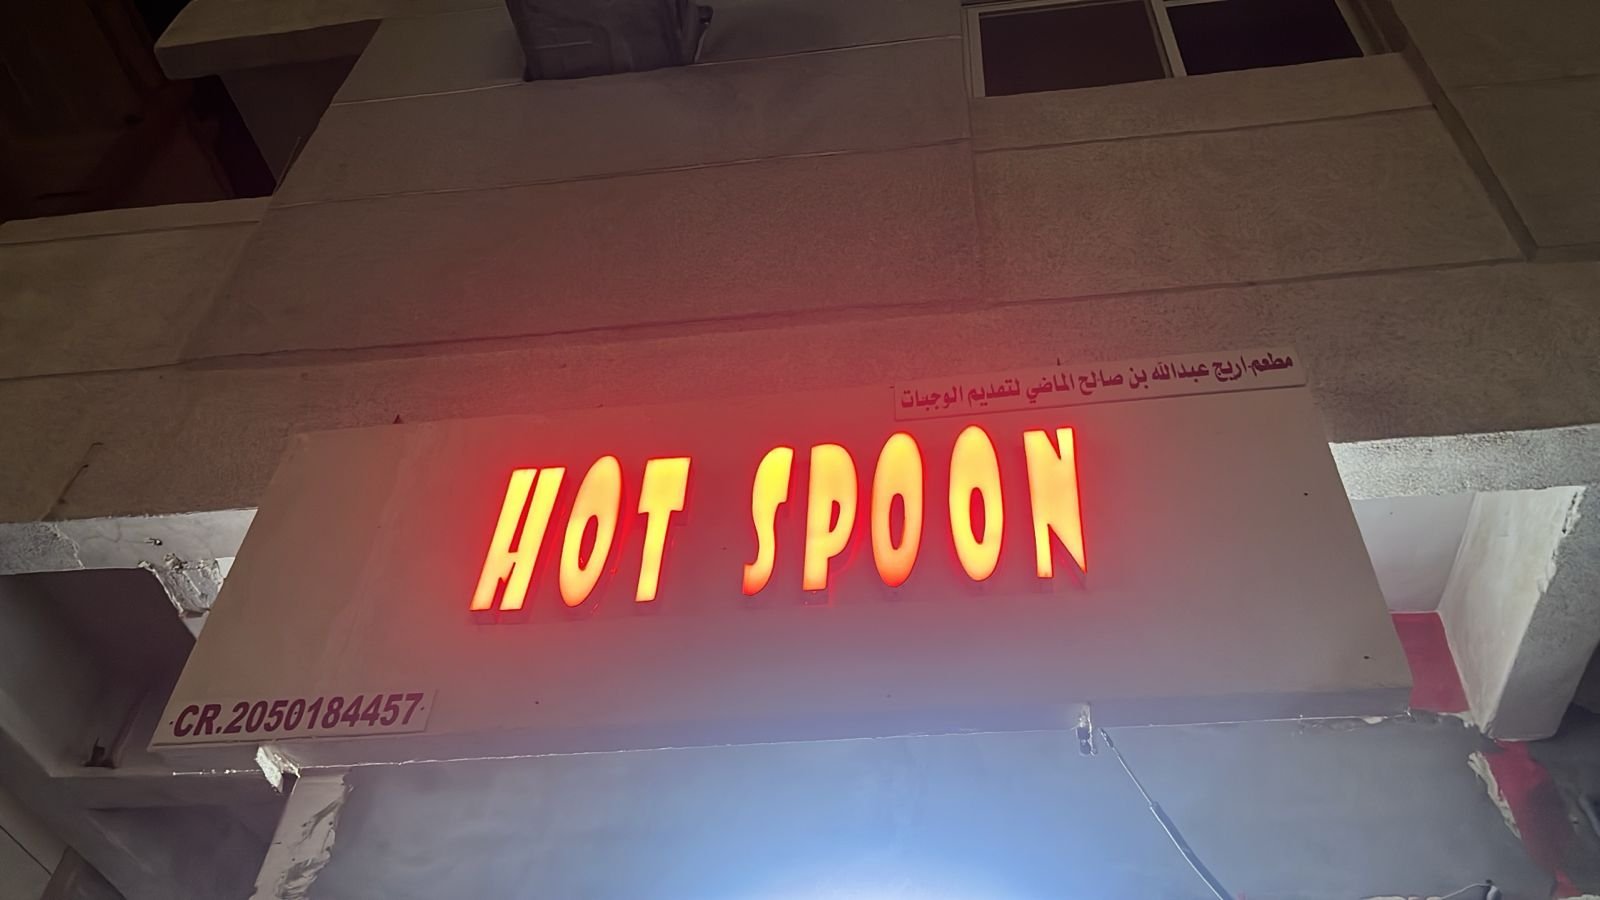 مطعم اريج عبدالله بن صالح الماضي لتقديم الوجبات
HOT SPOON
CR.2050184457